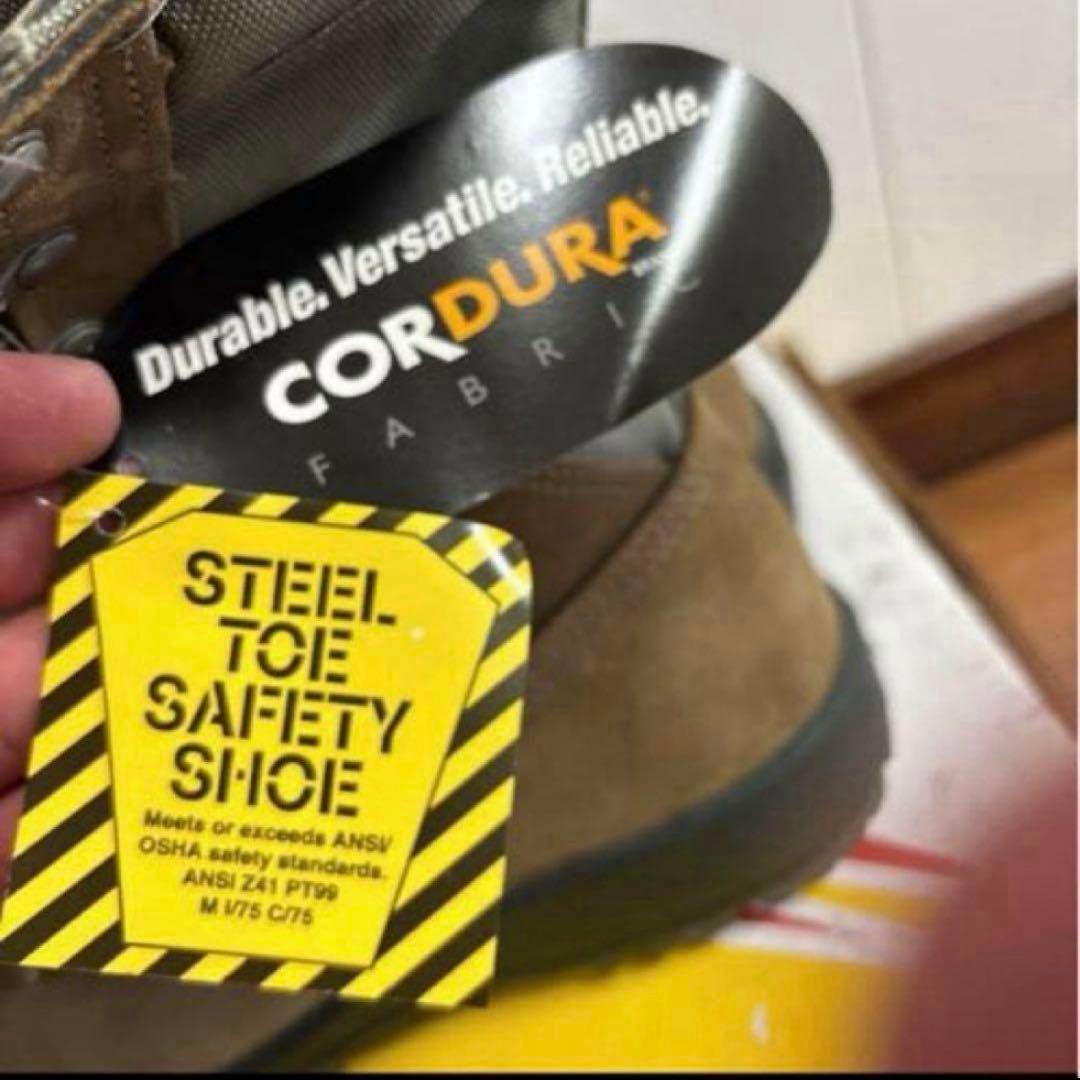 Durable. Versatile. Reliable.
CORDURA
FABRIC
STEEL
TOE
SAFETY
SHOE
Meets or exceeds ANSI/
OSHA safety standards.
ANSI Z41 PT99
M I/75 C/75